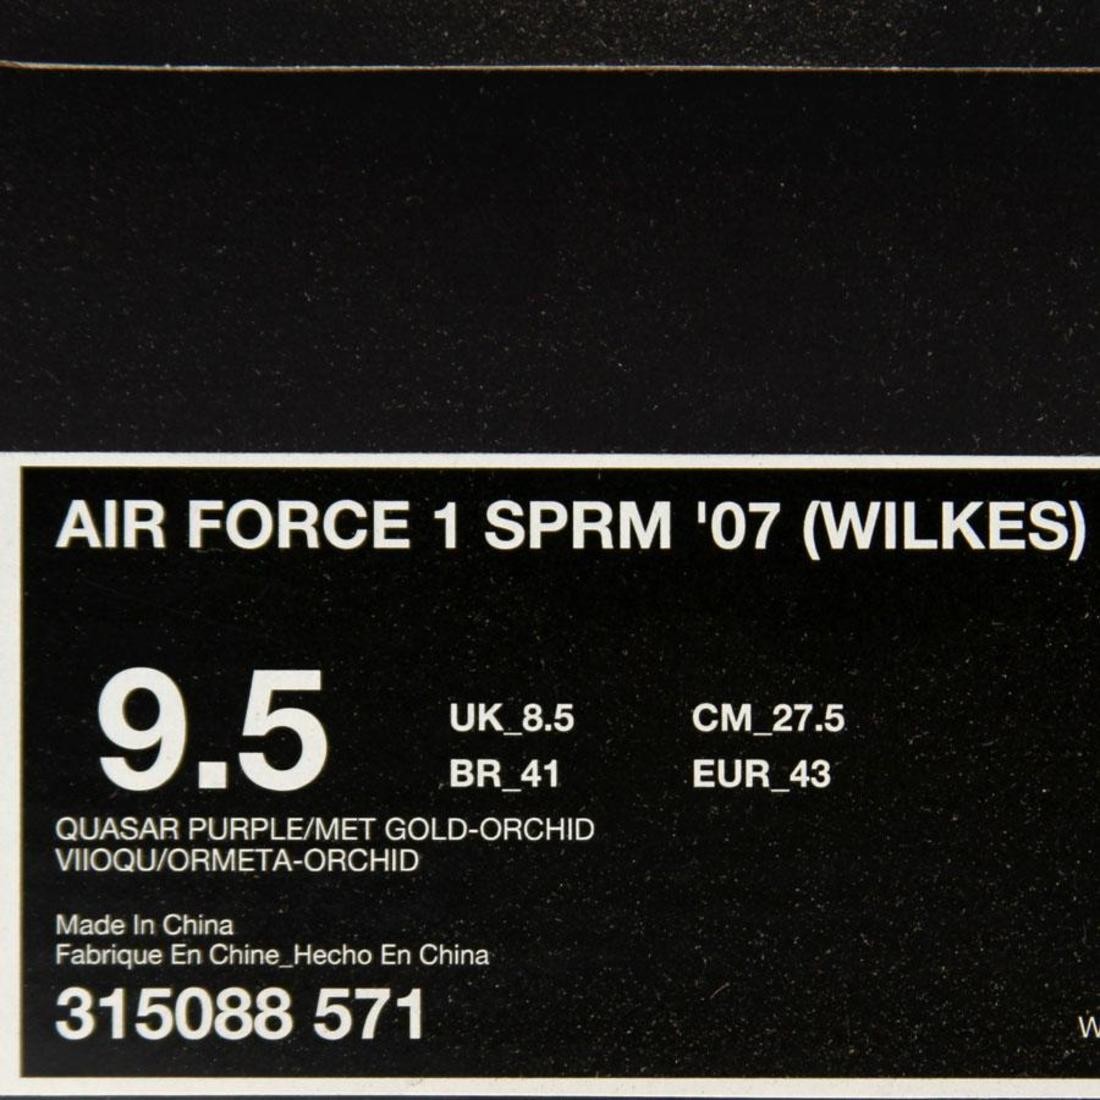 AIR FORCE 1 SPRM '07 (WILKES)
9.5
UK_8.5 CM_27.5
BR_41 EUR_43
QUASAR PURPLE/MET GOLD-ORCHID
VIIOQU/ORMETA-ORCHID
Made In China
Fabrique En Chine_Hecho En China
315088 571